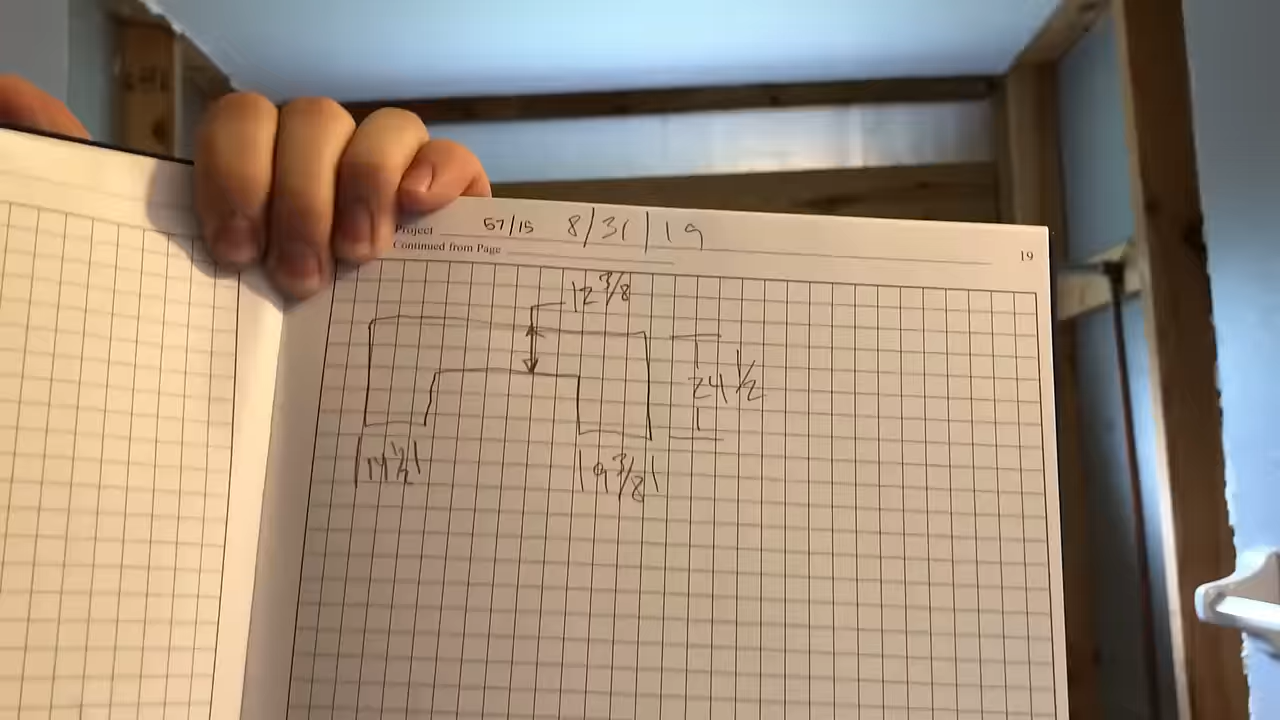 Project 57/15 8/31/19
19
Continued from Page
12 3/8
24 1/2
14 1/2
19 3/8